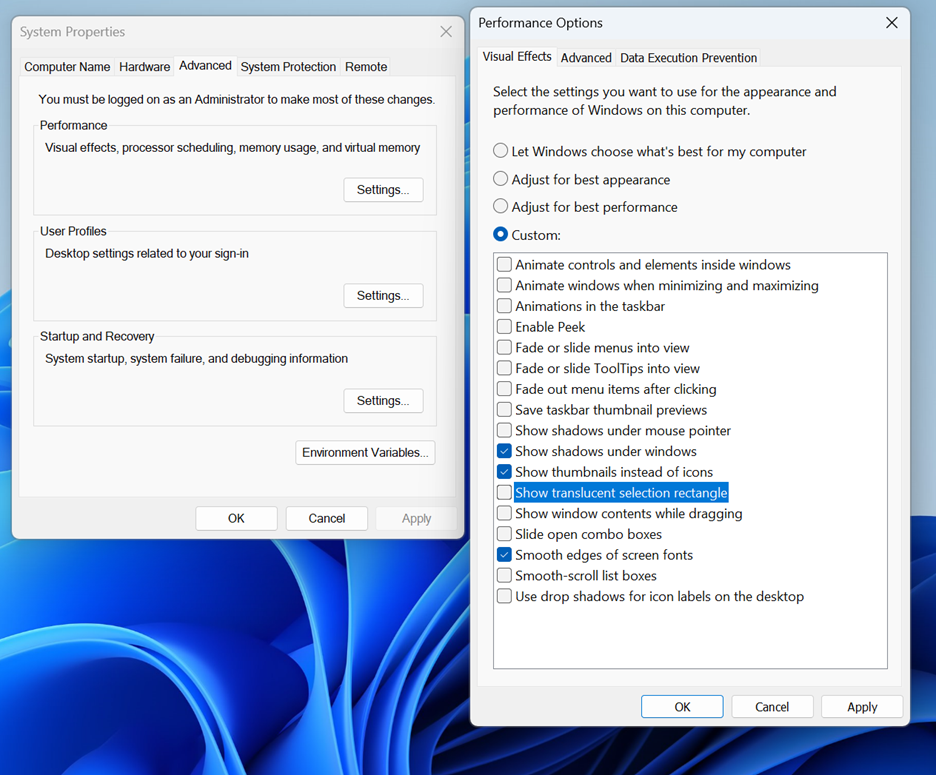 System Properties
Computer Name
Hardware
Advanced
System Protection
Remote
You must be logged on as an Administrator to make most of these changes.
Performance
Visual effects, processor scheduling, memory usage, and virtual memory
Settings...
User Profiles
Desktop settings related to your sign-in
Settings...
Startup and Recovery
System startup, system failure, and debugging information
Settings...
Environment Variables...
OK
Cancel
Apply
Performance Options
Visual Effects
Advanced
Data Execution Prevention
Select the settings you want to use for the appearance and
performance of Windows on this computer.
Let Windows choose what's best for my computer
Adjust for best appearance
Adjust for best performance
Custom:
Animate controls and elements inside windows
Animate windows when minimizing and maximizing
Animations in the taskbar
Enable Peek
Fade or slide menus into view
Fade or slide ToolTips into view
Fade out menu items after clicking
Save taskbar thumbnail previews
Show shadows under mouse pointer
Show shadows under windows
Show thumbnails instead of icons
Show translucent selection rectangle
Show window contents while dragging
Slide open combo boxes
Smooth edges of screen fonts
Smooth-scroll list boxes
Use drop shadows for icon labels on the desktop
OK
Cancel
Apply